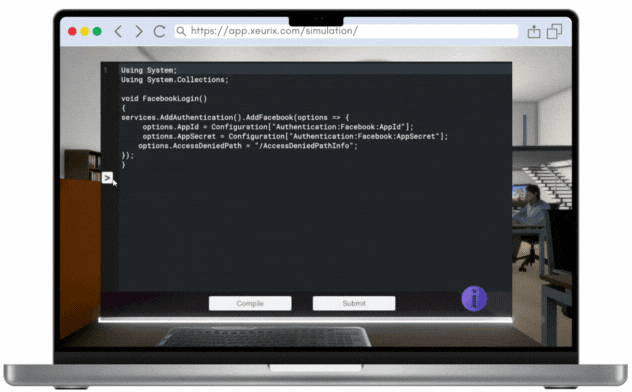 https://app.xeurix.com/simulation/
1
Using System;
Using System.Collections;
void FacebookLogin()
{
services.AddAuthentication().AddFacebook(options => {
options.AppId = Configuration["Authentication:Facebook:AppId"];
options.AppSecret = Configuration["Authentication:Facebook:AppSecret"];
options.AccessDeniedPath = "/AccessDeniedPathInfo";
});
}
>
Compile
Submit
i